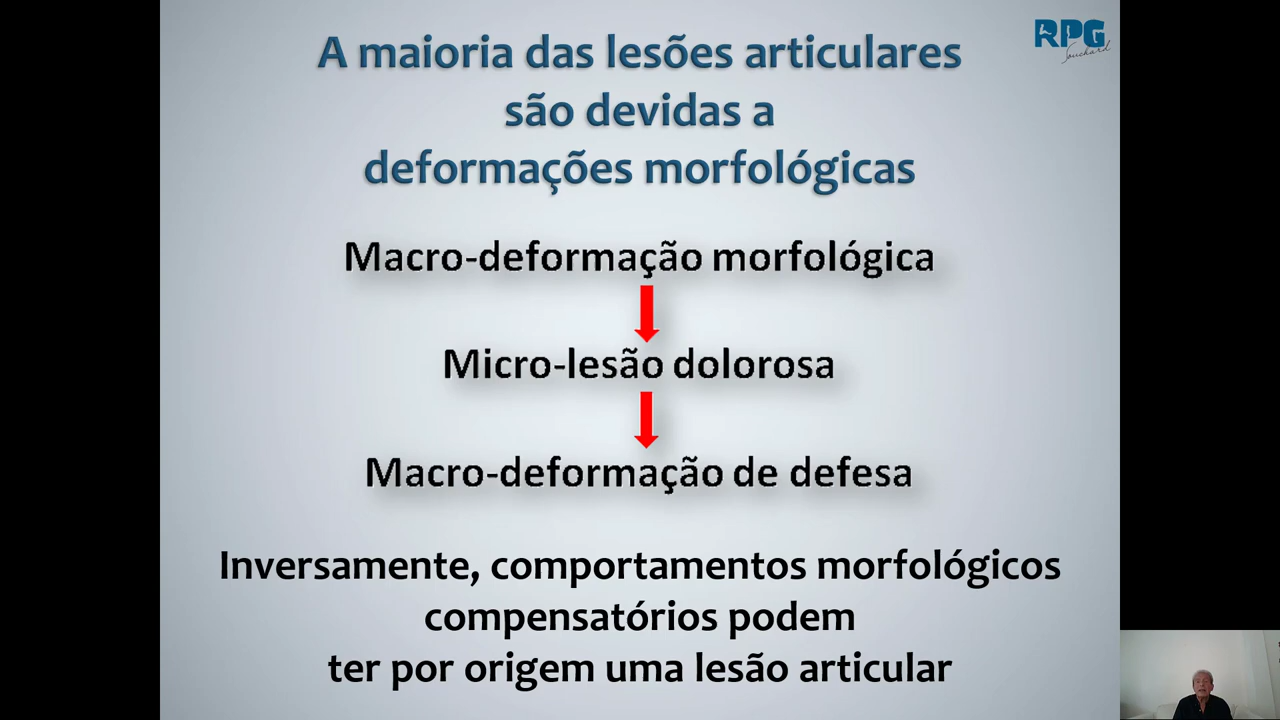 RPG
Souchard
A maioria das lesões articulares
são devidas a
deformações morfológicas
Macro-deformação morfológica
Micro-lesão dolorosa
Macro-deformação de defesa
Inversamente, comportamentos morfológicos
compensatórios podem
ter por origem uma lesão articular